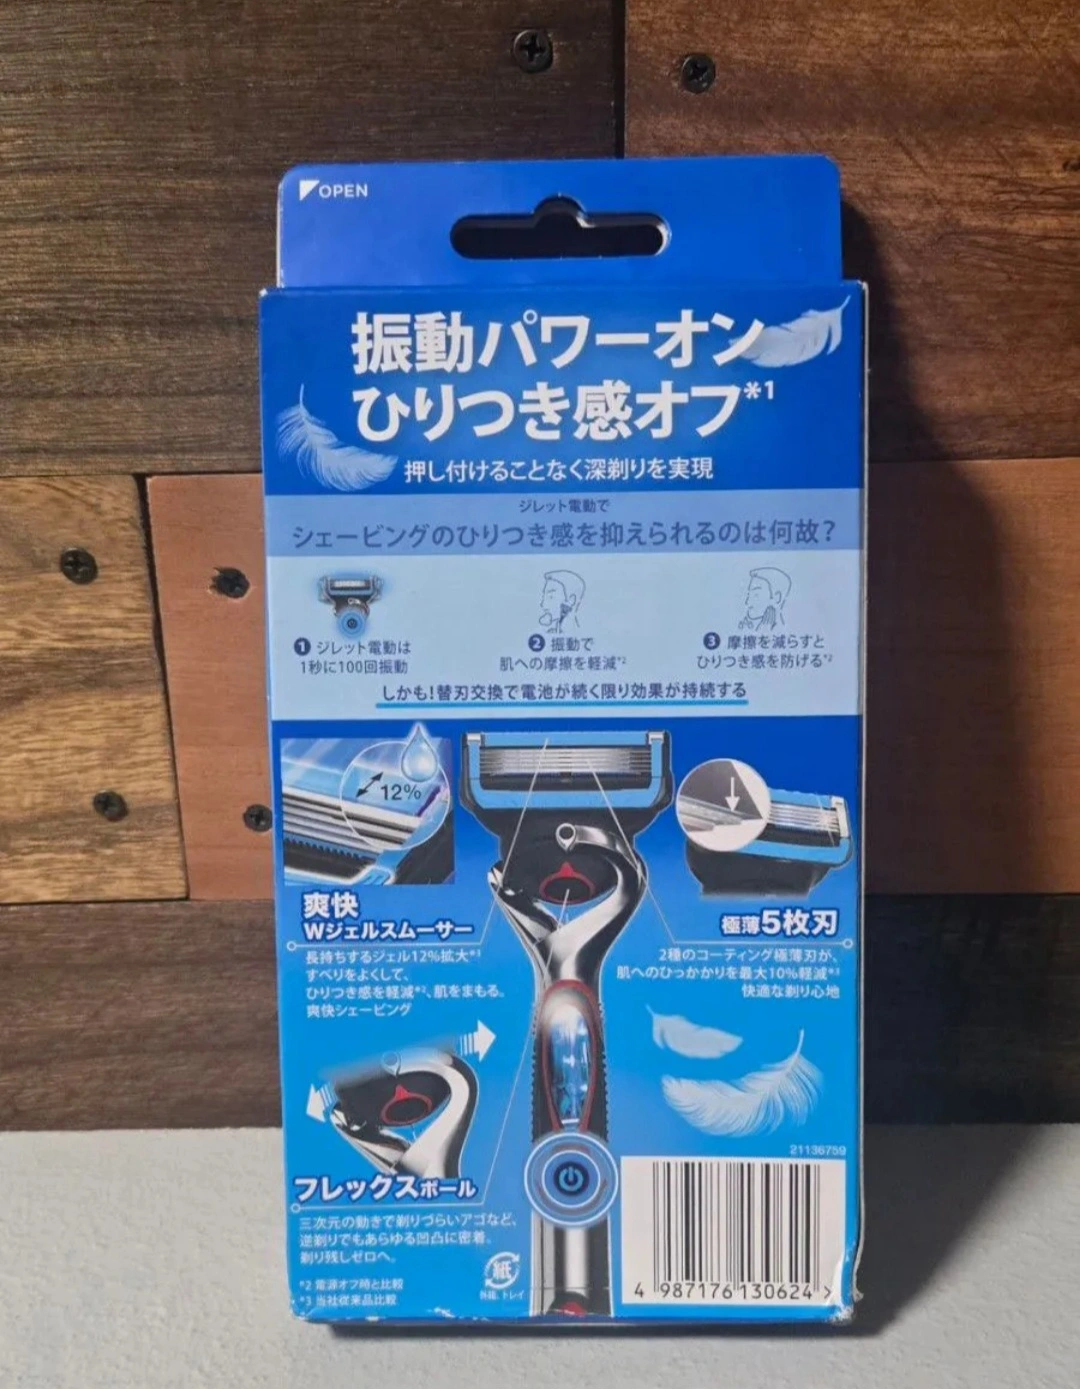 OPEN
振動パワーオン
ひりつき感オフ*1
押し付けることなく深剃りを実現
ジレット電動で
シェービングのひりつき感を抑えられるのは何故?
1 ジレット電動は
1秒に100回振動
2 振動で
肌への摩擦を軽減*2
3 摩擦を減らすと
ひりつき感を防げる*2
しかも!替刃交換で電池が続く限り効果が持続する
12%
爽快
Wジェルスムーサー
長持ちするジェル12%拡大*3
すべりをよくして、
ひりつき感を軽減*2、肌をまもる。
爽快シェービング
極薄5枚刃
2種のコーティング極薄刃が、
肌へのひっかかりを最大10%軽減*3
快適な剃り心地
フレックスボール
三次元の動きで剃りづらいアゴなど、
逆剃りでもあらゆる凹凸に密着。
剃り残しゼロへ。
*2 電源オフ時と比較
*3 当社従来品比較
紙
外箱、トレイ
21136759
4 987176 130624 >